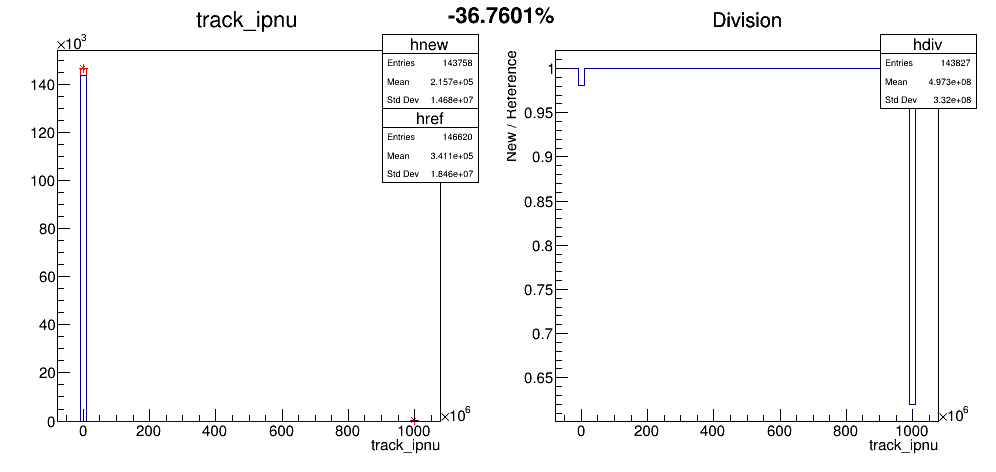 track_ipnu
-36.7601%
Division
×10³
hnew
Entries 143758
Mean 2.157e+05
Std Dev 1.468e+07
href
Entries 146620
Mean 3.411e+05
Std Dev 1.846e+07
140
120
100
80
60
40
20
0
0 200 400 600 800 1000
×10⁶
track_ipnu
New / Reference
hdiv
Entries 143827
Mean 4.973e+08
Std Dev 3.32e+08
1
0.95
0.9
0.85
0.8
0.75
0.7
0.65
0 200 400 600 800 1000
×10⁶
track_ipnu